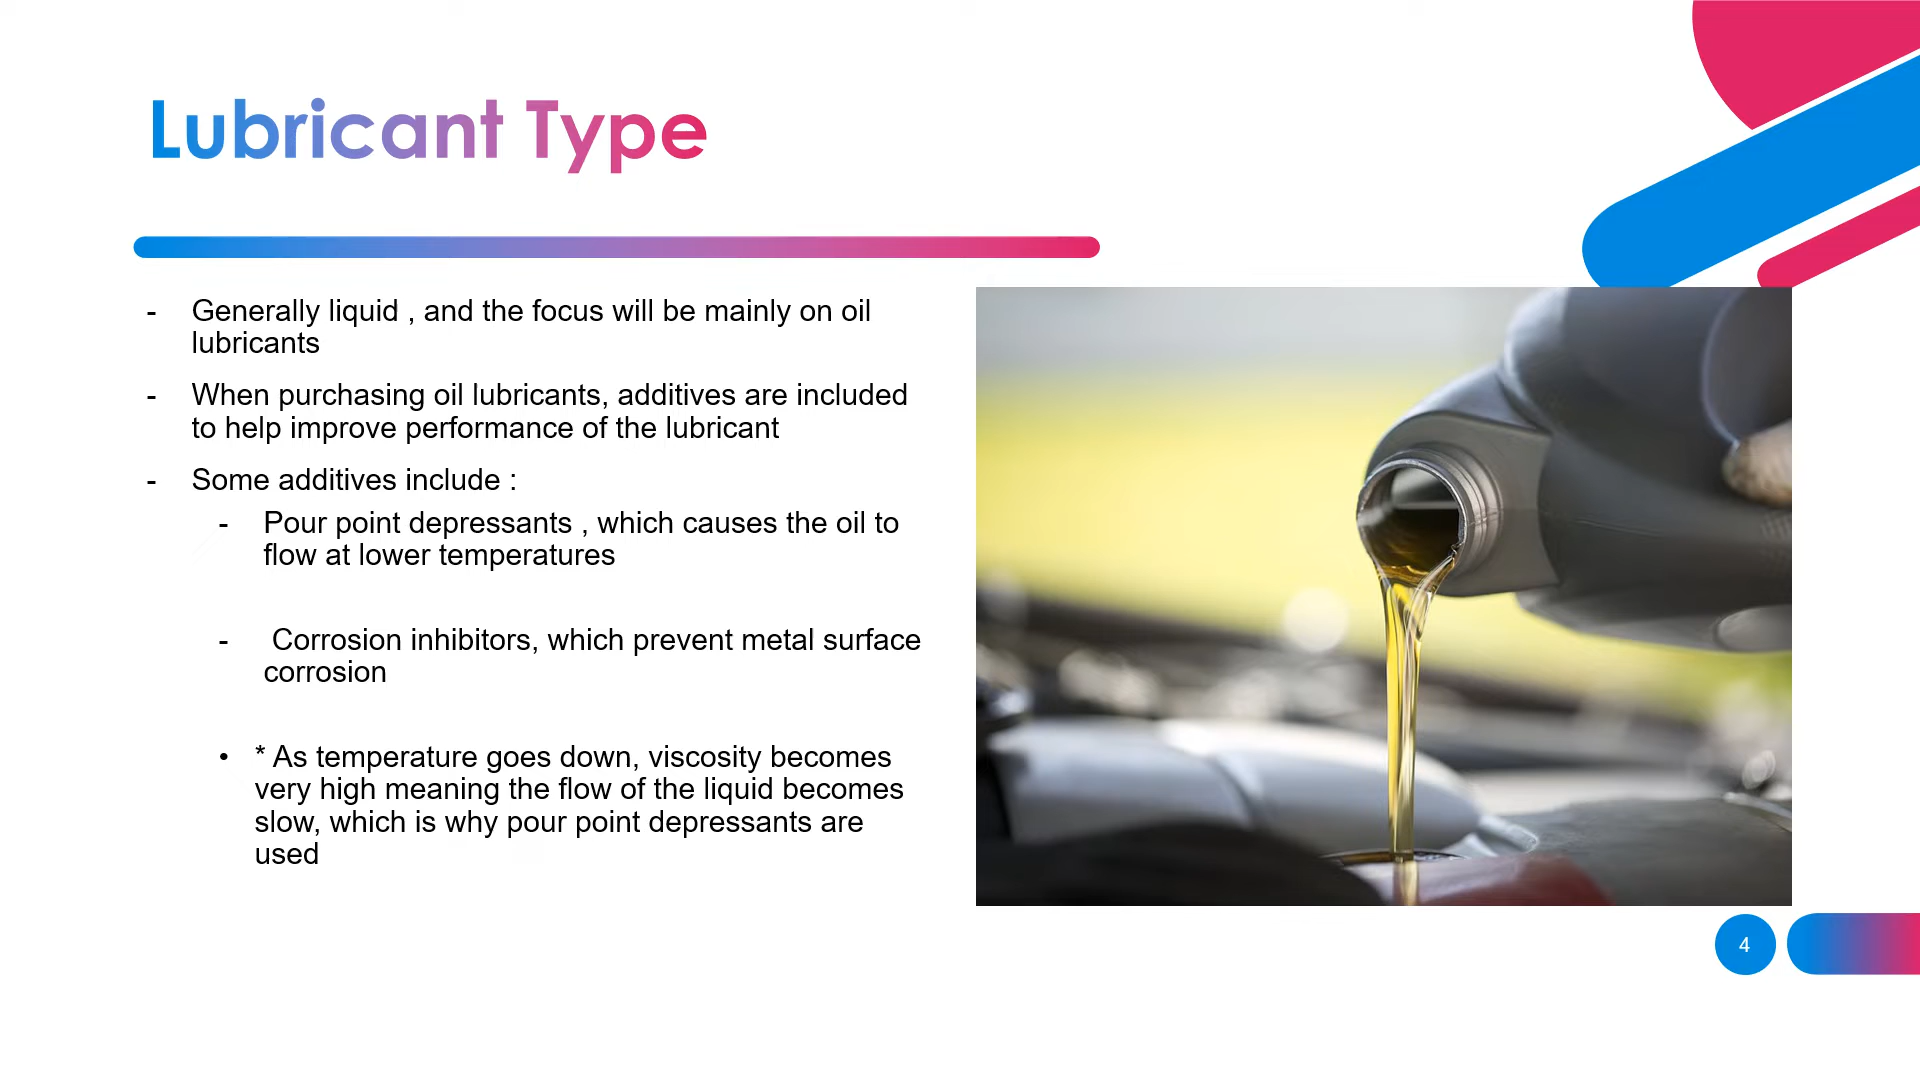 Lubricant Type
- Generally liquid , and the focus will be mainly on oil
lubricants
- When purchasing oil lubricants, additives are included
to help improve performance of the lubricant
- Some additives include :
- Pour point depressants , which causes the oil to
flow at lower temperatures
- Corrosion inhibitors, which prevent metal surface
corrosion
• * As temperature goes down, viscosity becomes
very high meaning the flow of the liquid becomes
slow, which is why pour point depressants are
used
4